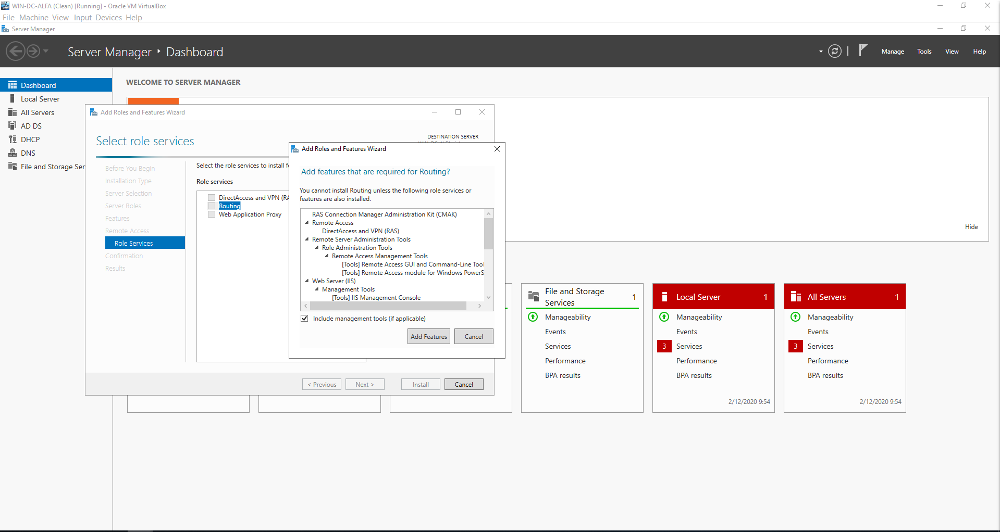 WIN-DC-ALFA (Clean) [Running] - Oracle VM VirtualBox
File Machine View Input Devices Help
Server Manager
Server Manager ‣ Dashboard
Manage Tools View Help
Dashboard
Local Server
All Servers
AD DS
DHCP
DNS
File and Storage Ser
WELCOME TO SERVER MANAGER
Hide
Add Roles and Features Wizard
Select role services
DESTINATION SERVER
Before You Begin
Installation Type
Server Selection
Server Roles
Features
Remote Access
Role Services
Confirmation
Results
Select the role services to install fo
Role services
DirectAccess and VPN (RA
Routing
Web Application Proxy
< Previous
Next >
Install
Cancel
Add Roles and Features Wizard
Add features that are required for Routing?
You cannot install Routing unless the following role services or
features are also installed.
RAS Connection Manager Administration Kit (CMAK)
Remote Access
DirectAccess and VPN (RAS)
Remote Server Administration Tools
Role Administration Tools
Remote Access Management Tools
[Tools] Remote Access GUI and Command-Line Tool
[Tools] Remote Access module for Windows PowerS
Web Server (IIS)
Management Tools
[Tools] IIS Management Console
Include management tools (if applicable)
Add Features
Cancel
File and Storage 1
Services
Manageability
Events
Services
Performance
BPA results
Local Server 1
Manageability
Events
3 Services
Performance
BPA results
2/12/2020 9:54
All Servers 1
Manageability
Events
3 Services
Performance
BPA results
2/12/2020 9:54